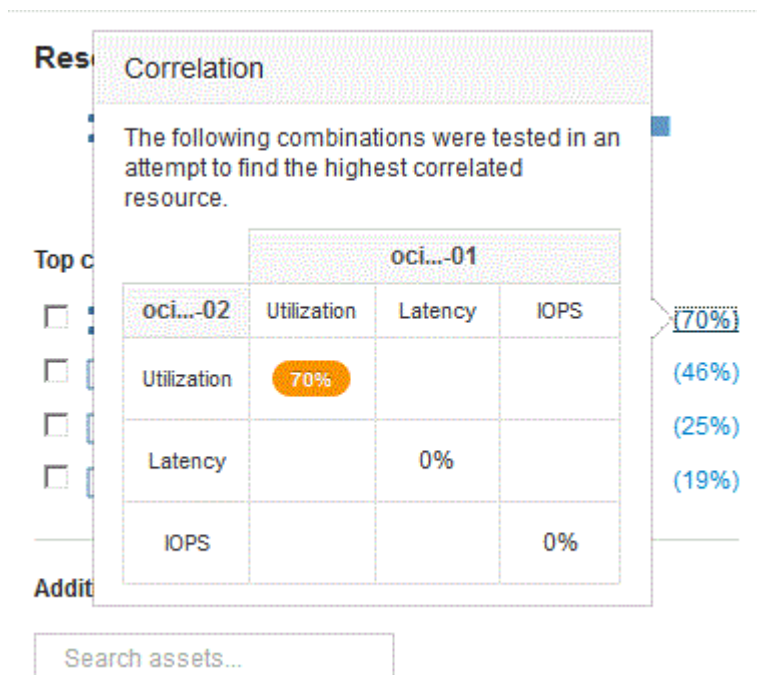 Res
Correlation
The following combinations were tested in an
attempt to find the highest correlated
resource.
Top c
oci...-01
oci...-02 Utilization Latency IOPS
(70%)
Utilization 70%
(46%)
(25%)
Latency 0%
(19%)
IOPS 0%
Addit
Search assets...